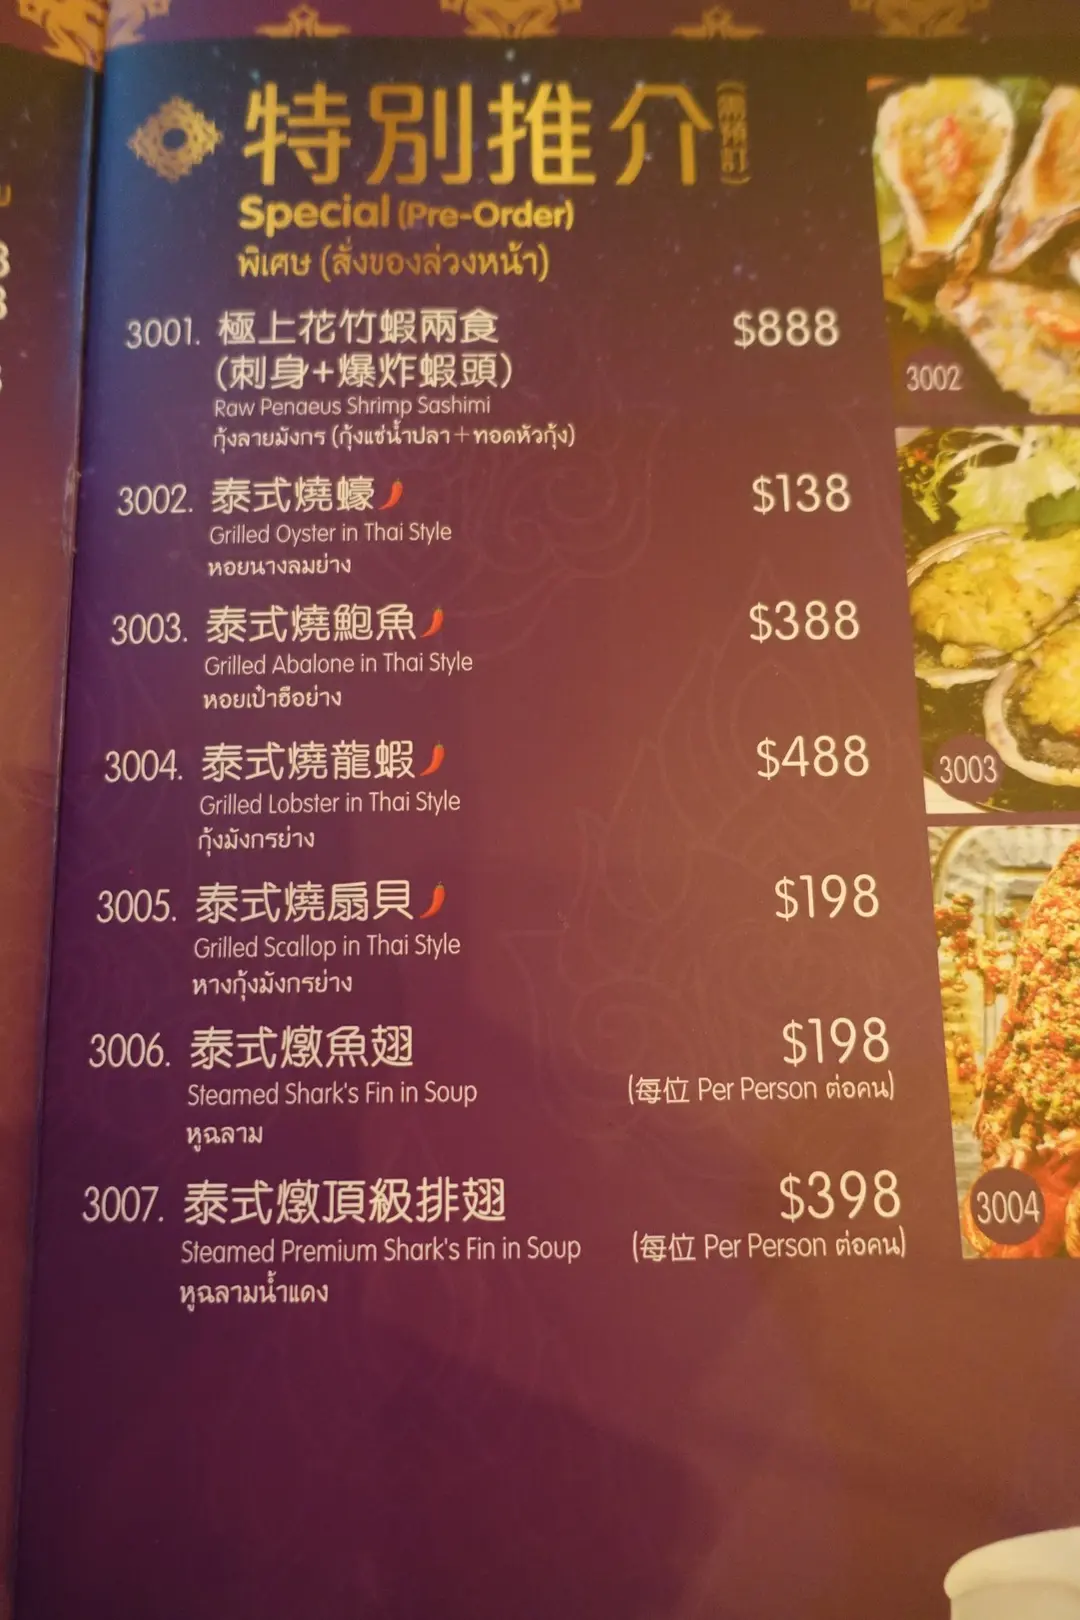 特別推介(需預訂)
Special (Pre-Order)
พิเศษ (สั่งของล่วงหน้า)
3001. 極上花竹蝦兩食 $888
(刺身+爆炸蝦頭)
Raw Penaeus Shrimp Sashimi
กุ้งลายมังกร (กุ้งแช่น้ำปลา+ทอดหัวกุ้ง)
3002. 泰式燒蠔 $138
Grilled Oyster in Thai Style
หอยนางลมย่าง
3003. 泰式燒鮑魚 $388
Grilled Abalone in Thai Style
หอยเป๋าฮือย่าง
3004. 泰式燒龍蝦 $488
Grilled Lobster in Thai Style
กุ้งมังกรย่าง
3005. 泰式燒扇貝 $198
Grilled Scallop in Thai Style
หางกุ้งมังกรย่าง
3006. 泰式燉魚翅 $198
Steamed Shark's Fin in Soup (每位 Per Person ต่อคน)
หูฉลาม
3007. 泰式燉頂級排翅 $398
Steamed Premium Shark's Fin in Soup (每位 Per Person ต่อคน)
หูฉลามน้ำแดง
3002
3003
3004